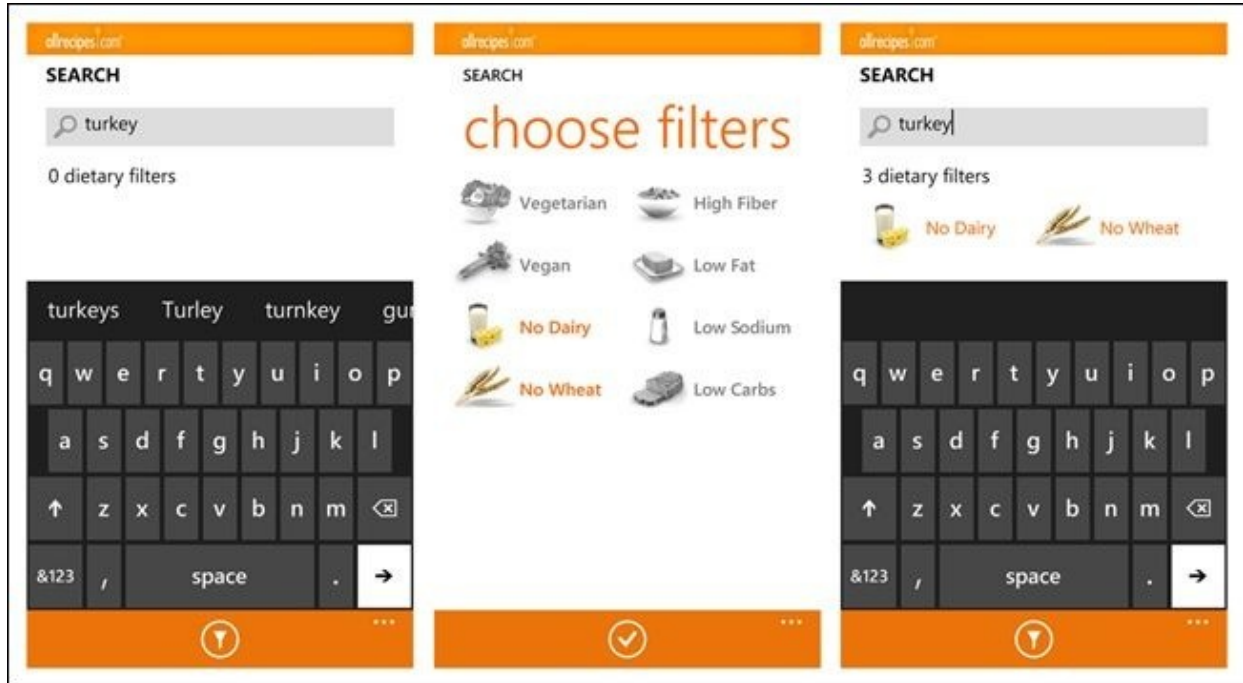 allrecipes.com
SEARCH
turkey
0 dietary filters
turkeys Turley turnkey gur
q w e r t y u i o p
a s d f g h j k l
z x c v b n m
&123 , space .
allrecipes.com
SEARCH
choose filters
Vegetarian High Fiber
Vegan Low Fat
No Dairy Low Sodium
No Wheat Low Carbs
allrecipes.com
SEARCH
turkey
3 dietary filters
No Dairy No Wheat
q w e r t y u i o p
a s d f g h j k l
z x c v b n m
&123 , space .